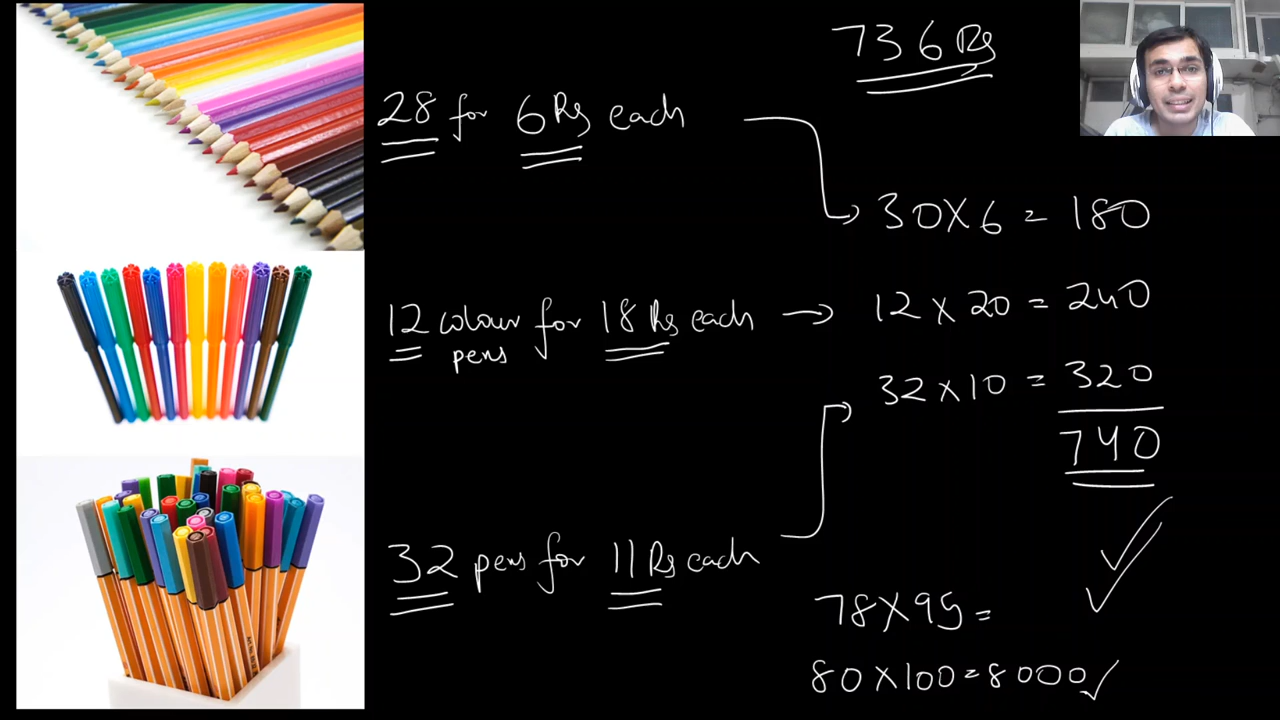 736 Rs
28 for 6 Rs each
30 X 6 = 180
12 colour for 18 Rs each
pens
12 x 20 = 240
32 x 10 = 320
740
32 pens for 11 Rs each
78 X 95 =
80 X 100 = 8000